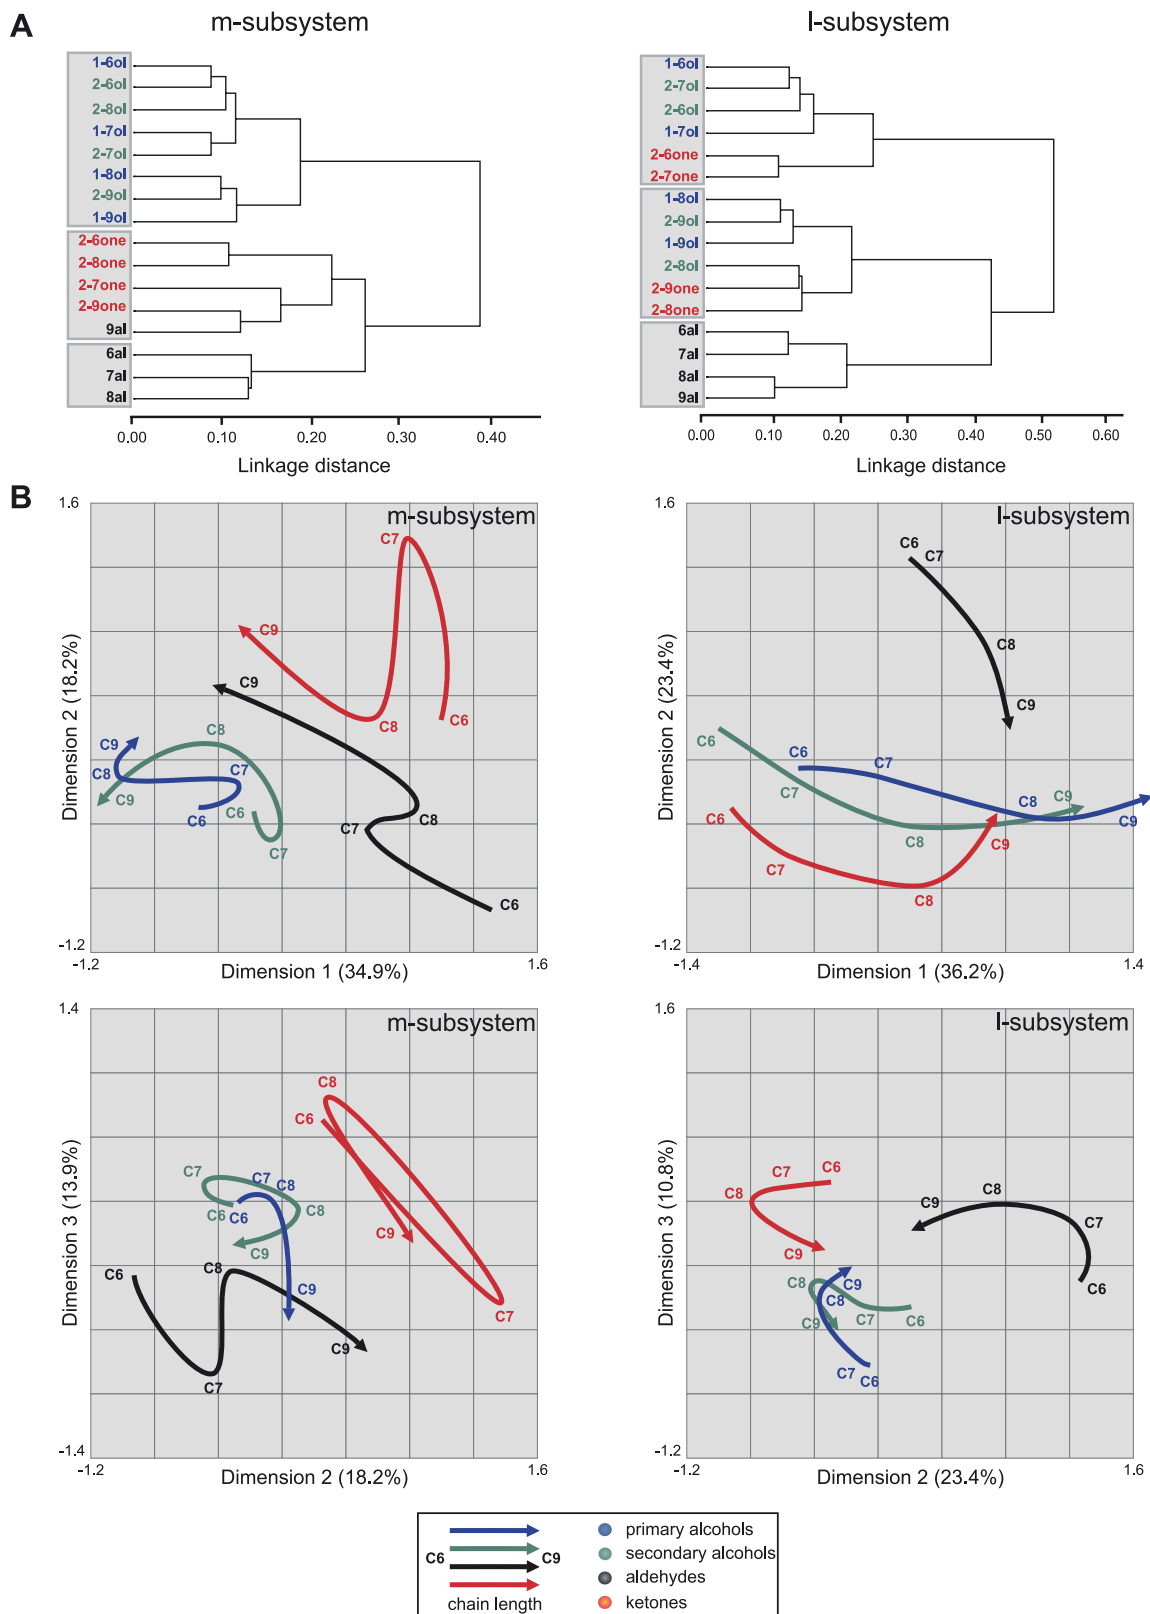 A
m-subsystem
l-subsystem
1-6ol
2-6ol
2-8ol
1-7ol
2-7ol
1-8ol
2-9ol
1-9ol
2-6one
2-8one
2-7one
2-9one
9al
6al
7al
8al
0.00 0.10 0.20 0.30 0.40
Linkage distance
1-6ol
2-7ol
2-6ol
1-7ol
2-6one
2-7one
1-8ol
2-9ol
1-9ol
2-8ol
2-9one
2-8one
6al
7al
8al
9al
0.00 0.10 0.20 0.30 0.40 0.50 0.60
Linkage distance
B
1.6
m-subsystem
C7
C9
C9
C6
C8
C8
C9
C7
C8
C9
C6
C6
C8
C7
C7
C6
Dimension 2 (18.2%)
-1.2
-1.2
1.6
Dimension 1 (34.9%)
1.6
l-subsystem
C6
C7
C8
C9
C6
C6
C7
C7
C8
C9
C6
C9
C8
C9
C7
C8
Dimension 2 (23.4%)
-1.2
-1.4
1.4
Dimension 1 (36.2%)
1.4
m-subsystem
C8
C6
C7
C7
C8
C6
C6
C8
C9
C9
C6
C8
C9
C7
C9
C7
Dimension 3 (13.9%)
-1.4
-1.2
1.6
Dimension 2 (18.2%)
1.6
l-subsystem
C7
C6
C8
C9
C8
C7
C9
C6
C8
C9
C8
C9
C7
C6
C7
C6
Dimension 3 (10.8%)
-1.2
-1.2
1.6
Dimension 2 (23.4%)
C6
C9
chain length
primary alcohols
secondary alcohols
aldehydes
ketones